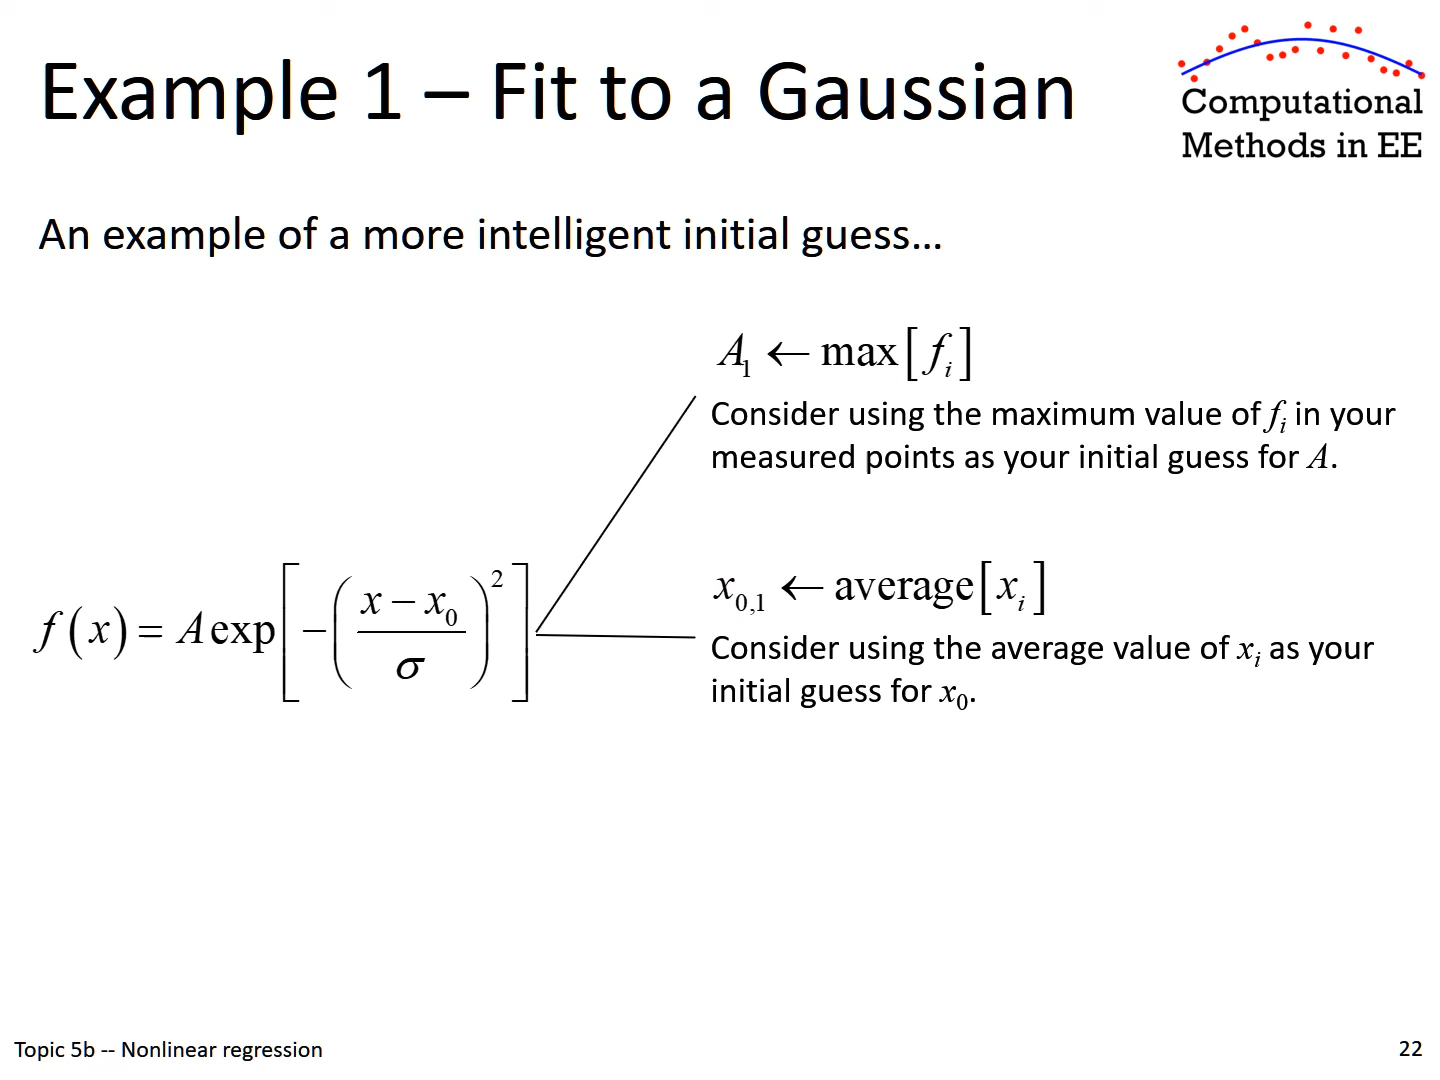 Example 1 – Fit to a Gaussian
Computational
Methods in EE
An example of a more intelligent initial guess…
A₁ ← max[fᵢ]
Consider using the maximum value of fᵢ in your
measured points as your initial guess for A.
f(x) = A exp[−((x − x₀)/σ)²]
x₀,₁ ← average[xᵢ]
Consider using the average value of xᵢ as your
initial guess for x₀.
Topic 5b -- Nonlinear regression
22